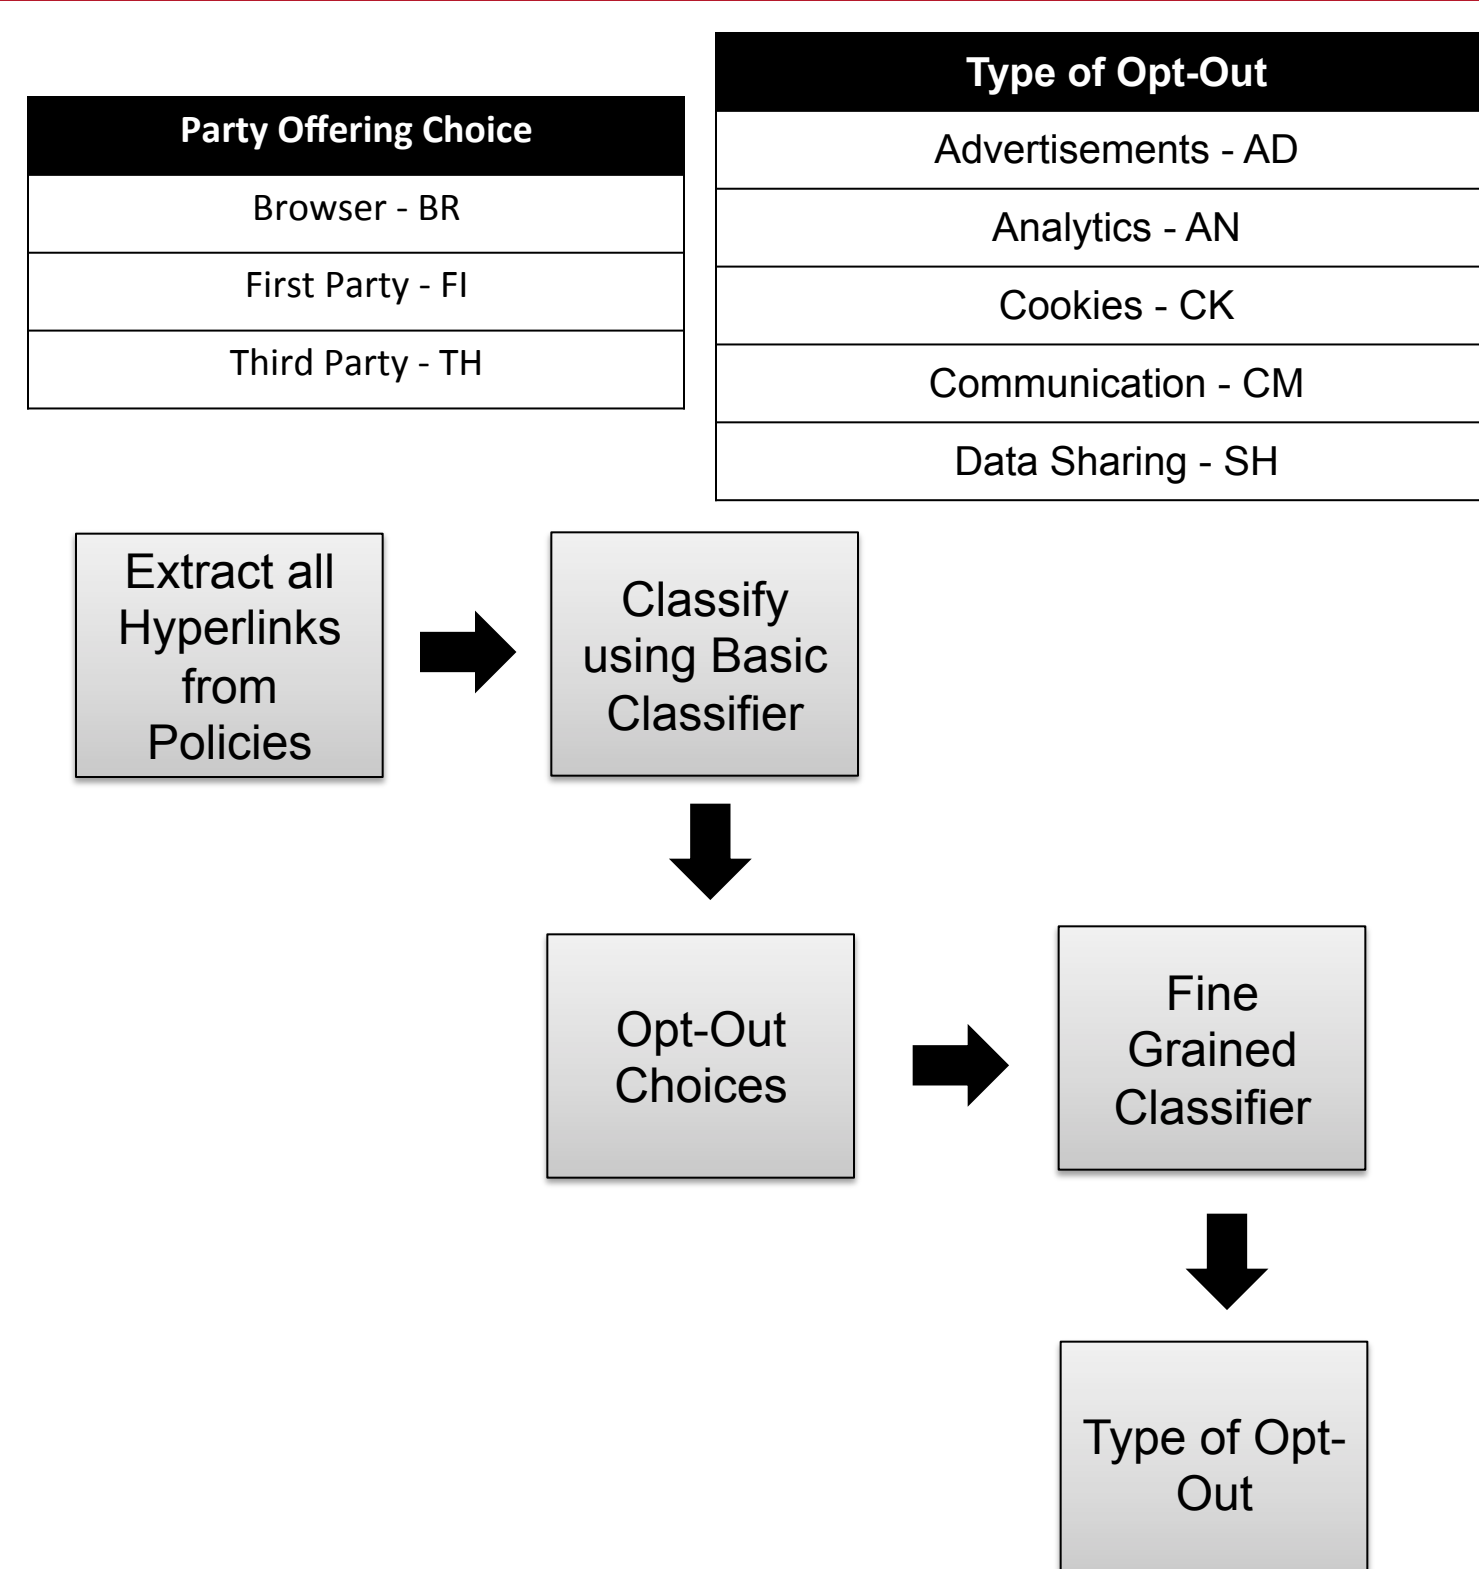 Party Offering Choice
Browser - BR
First Party - FI
Third Party - TH
Type of Opt-Out
Advertisements - AD
Analytics - AN
Cookies - CK
Communication - CM
Data Sharing - SH
Extract all
Hyperlinks
from
Policies
Classify
using Basic
Classifier
Opt-Out
Choices
Fine
Grained
Classifier
Type of Opt-
Out